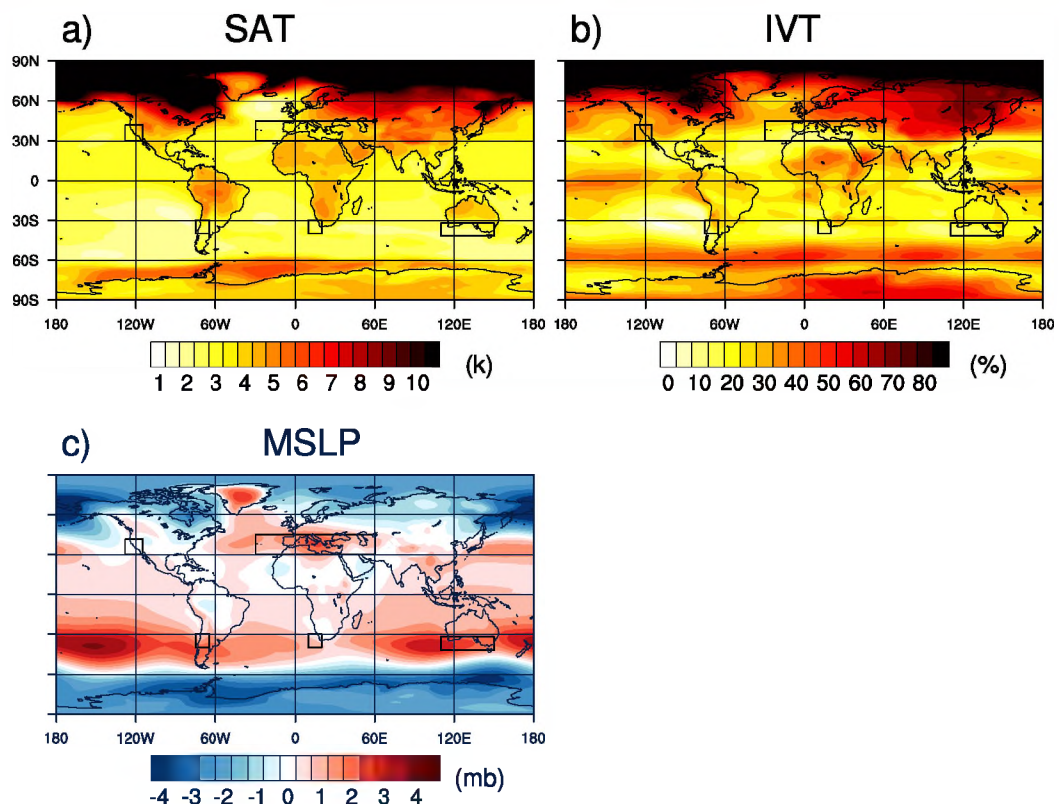 a) SAT
b) IVT
90N
60N
30N
0
30S
60S
90S
180 120W 60W 0 60E 120E 180
180 120W 60W 0 60E 120E 180
1 2 3 4 5 6 7 8 9 10 (k)
0 10 20 30 40 50 60 70 80 (%)
c) MSLP
180 120W 60W 0 60E 120E 180
-4 -3 -2 -1 0 1 2 3 4 (mb)